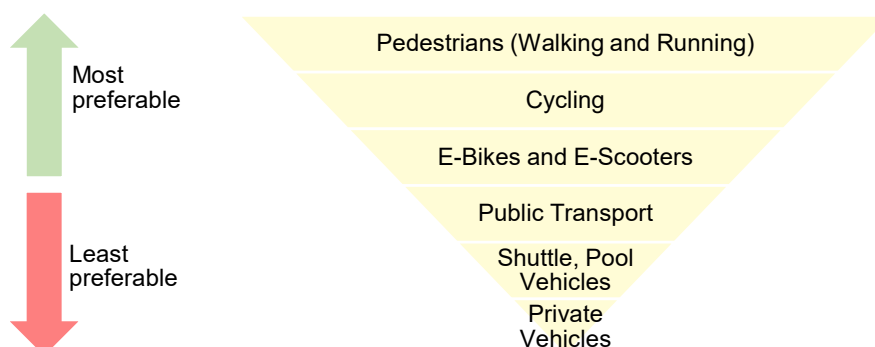 Most
preferable
Least
preferable
Pedestrians (Walking and Running)
Cycling
E-Bikes and E-Scooters
Public Transport
Shuttle, Pool
Vehicles
Private
Vehicles